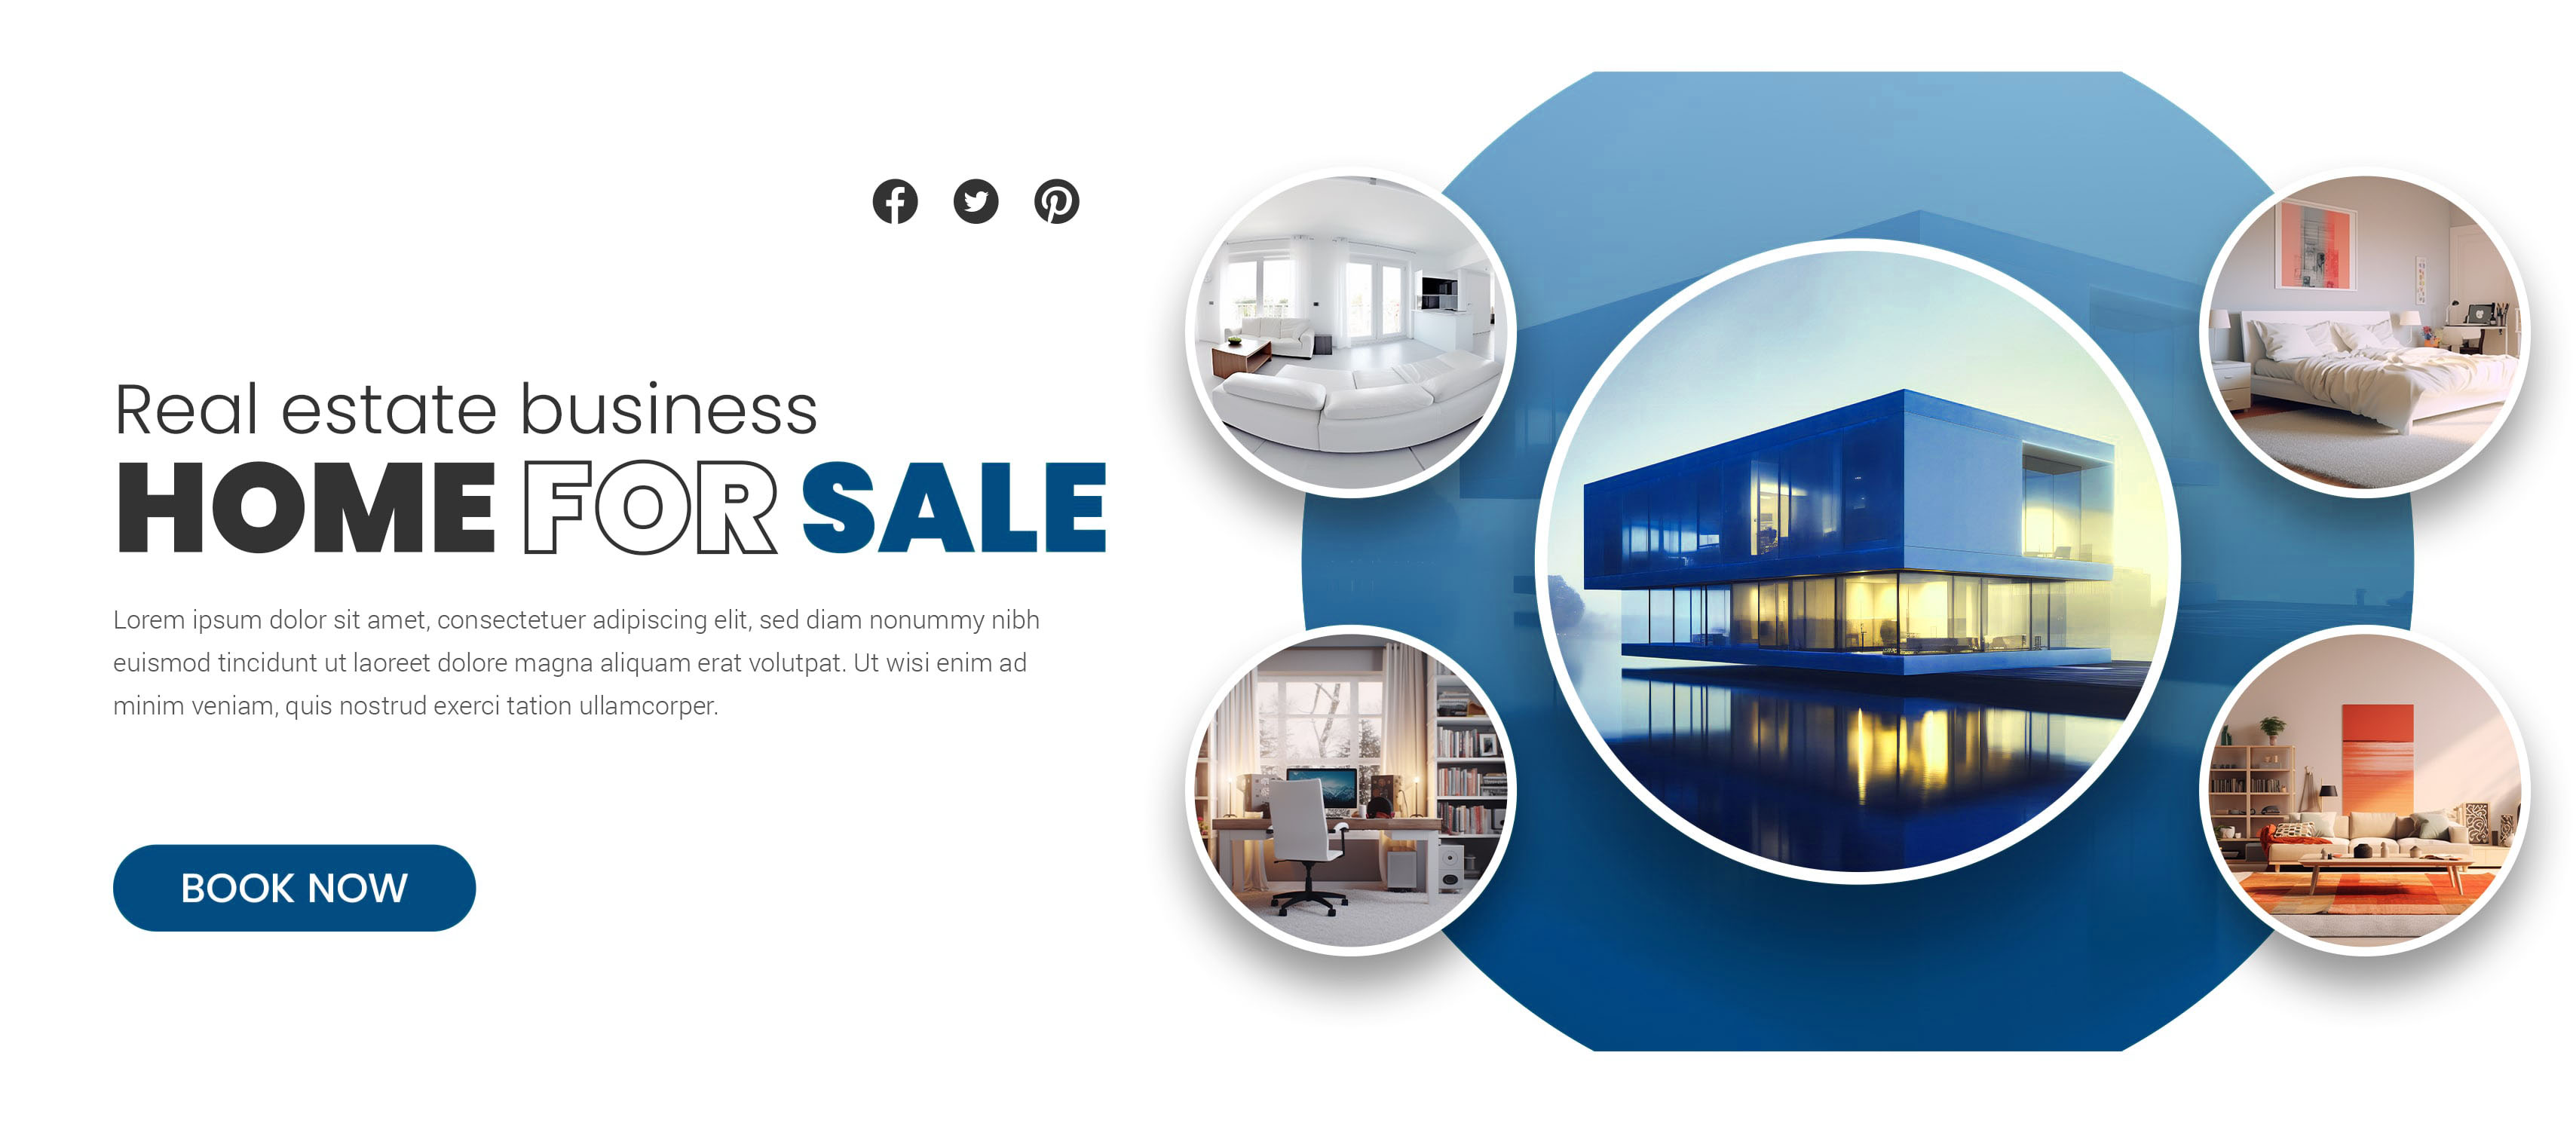 Real estate business
HOME FOR SALE
Lorem ipsum dolor sit amet, consectetuer adipiscing elit, sed diam nonummy nibh
euismod tincidunt ut laoreet dolore magna aliquam erat volutpat. Ut wisi enim ad
minim veniam, quis nostrud exerci tation ullamcorper.
BOOK NOW